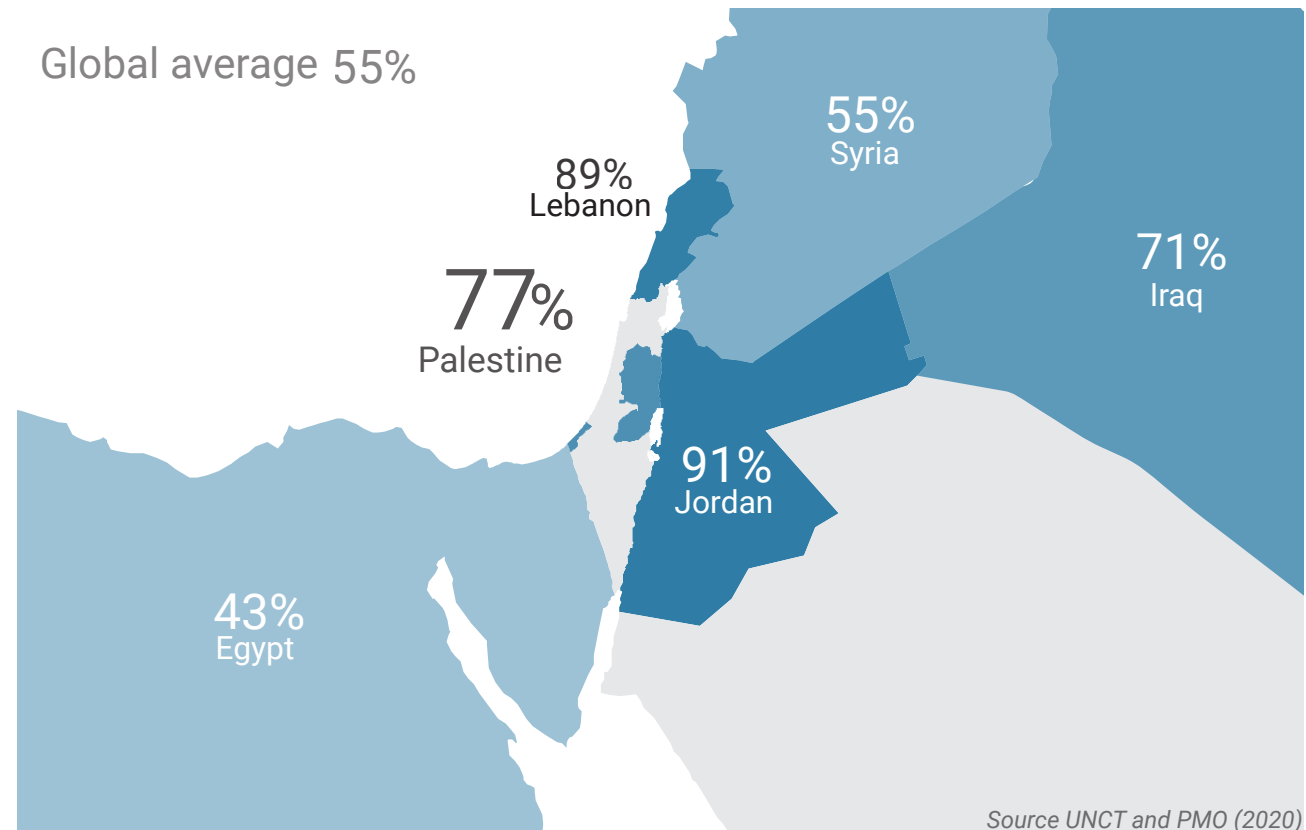 Global average 55%
55%
Syria
89%
Lebanon
71%
Iraq
77%
Palestine
91%
Jordan
43%
Egypt
Source UNCT and PMO (2020)